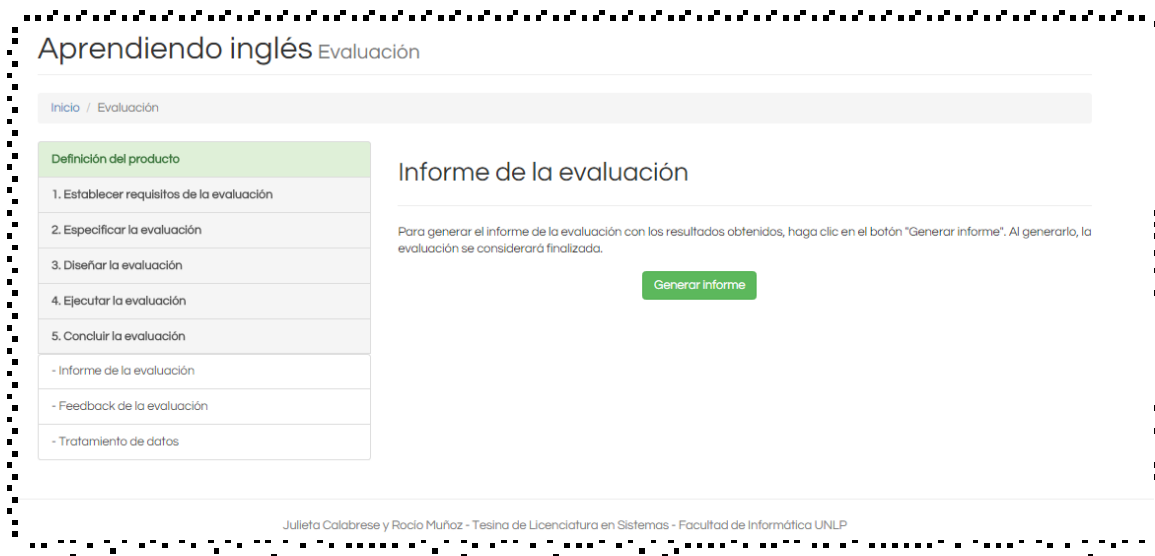 Aprendiendo inglés Evaluación
Inicio / Evaluación
Definición del producto
1. Establecer requisitos de la evaluación
2. Especificar la evaluación
3. Diseñar la evaluación
4. Ejecutar la evaluación
5. Concluir la evaluación
- Informe de la evaluación
- Feedback de la evaluación
- Tratamiento de datos
Informe de la evaluación
Para generar el informe de la evaluación con los resultados obtenidos, haga clic en el botón "Generar informe". Al generarlo, la
evaluación se considerará finalizada.
Generar informe
Julieta Calabrese y Rocío Muñoz - Tesina de Licenciatura en Sistemas - Facultad de Informática UNLP